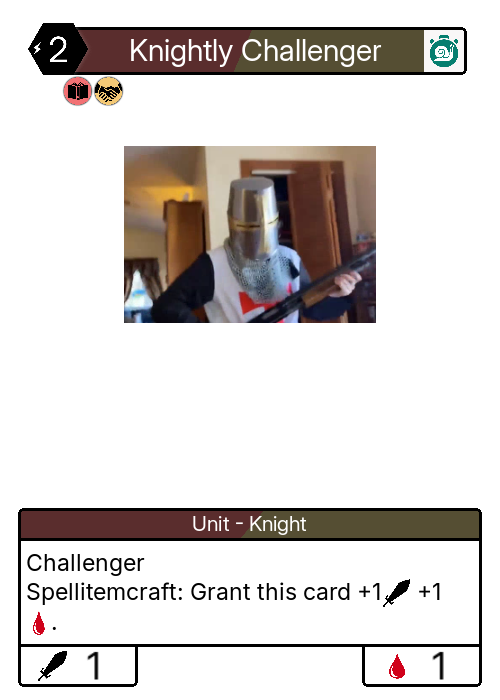 2 Knightly Challenger
Unit - Knight
Challenger
Spellitemcraft: Grant this card +1 +1
.
1 1